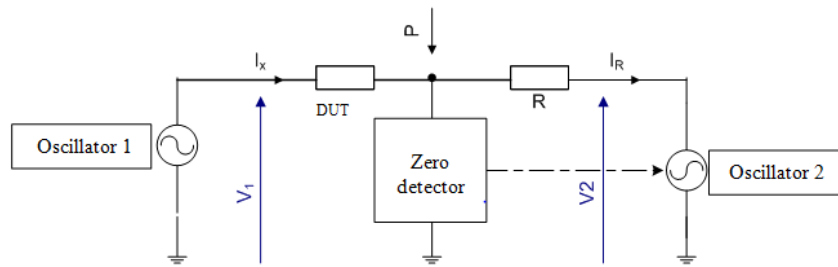 P
Ix
IR
DUT
R
Oscillator 1
Zero
detector
Oscillator 2
V1
V2